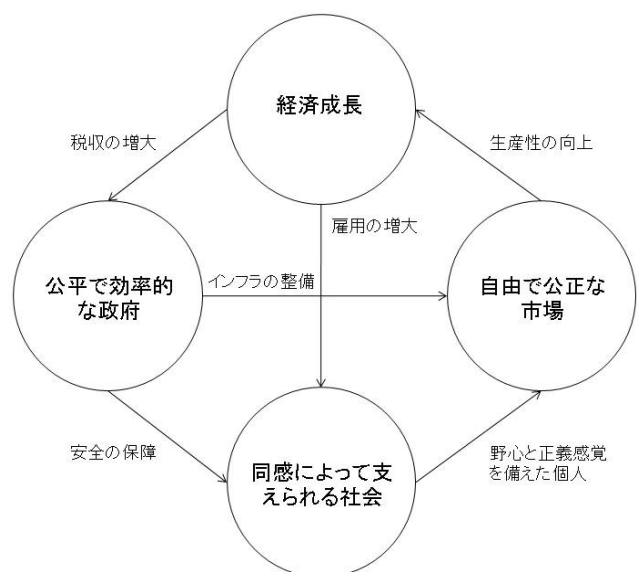 経済成長
税収の増大
生産性の向上
雇用の増大
公平で効率的
な政府
インフラの整備
自由で公正な
市場
安全の保障
同感によって支
えられる社会
野心と正義感覚
を備えた個人